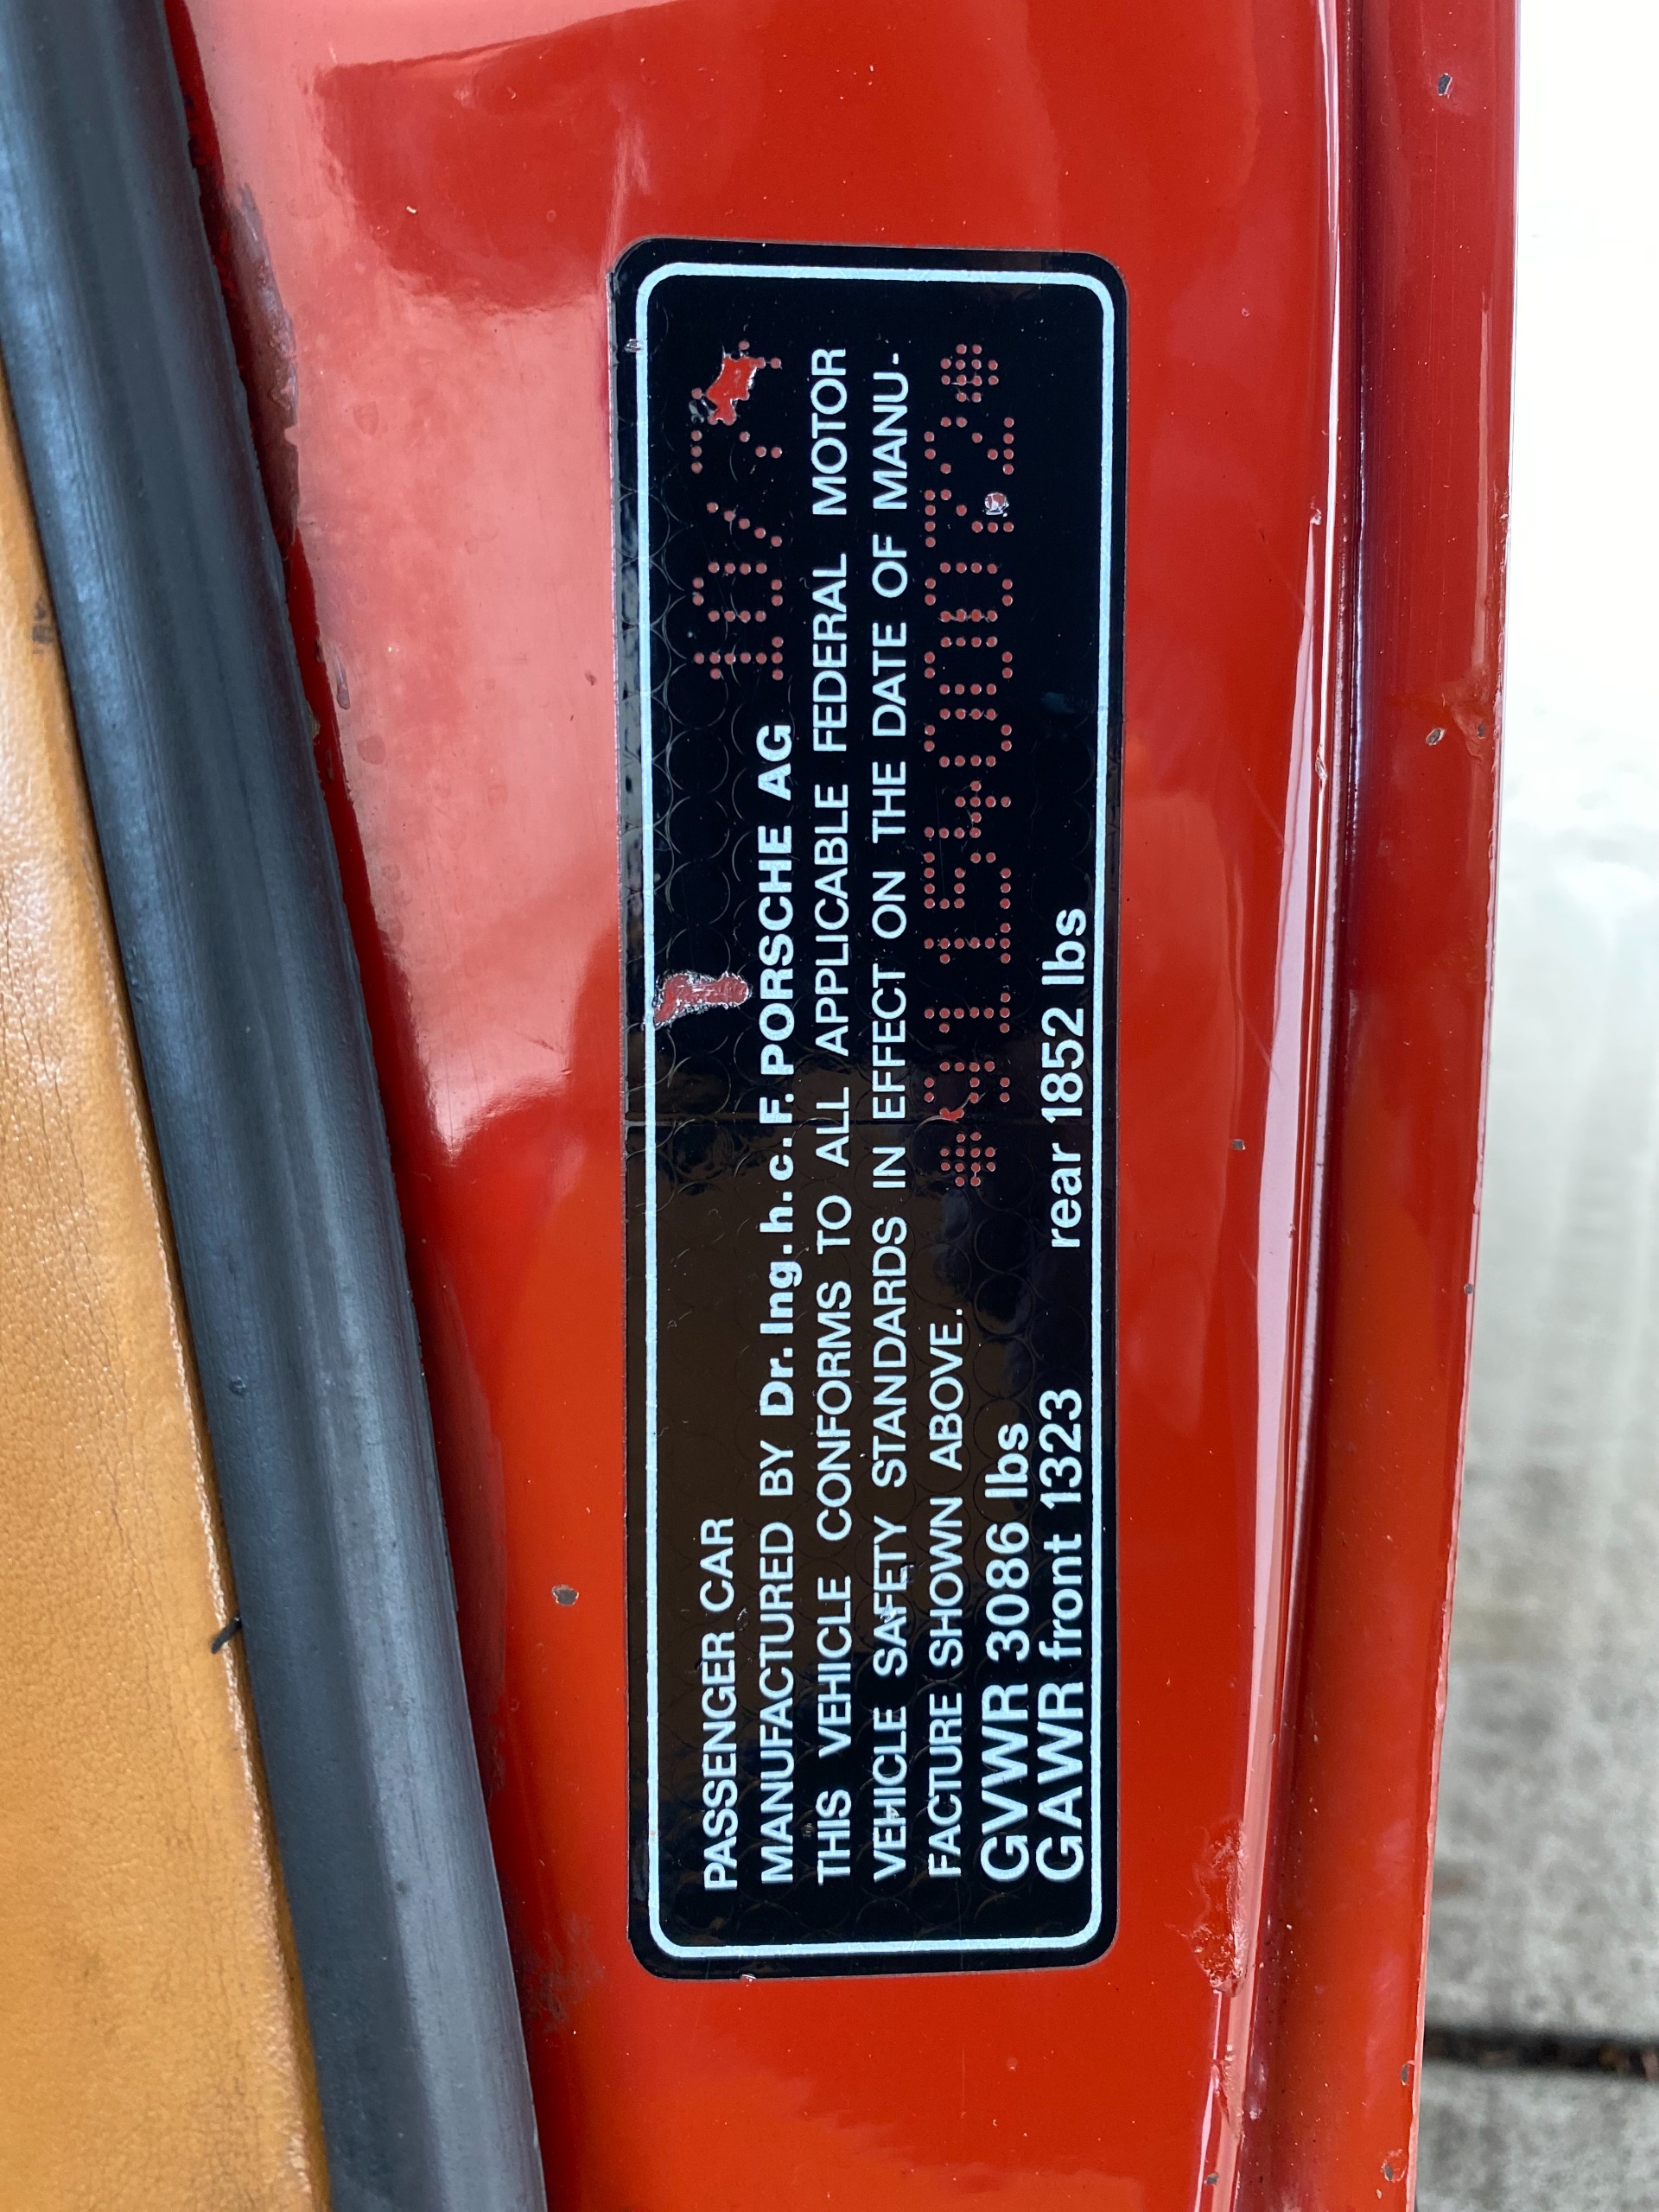 PASSENGER CAR 10/7
MANUFACTURED BY Dr. Ing. h. c. F. PORSCHE AG
THIS VEHICLE CONFORMS TO ALL APPLICABLE FEDERAL MOTOR
VEHICLE SAFETY STANDARDS IN EFFECT ON THE DATE OF MANU-
FACTURE SHOWN ABOVE. *9115400072*
GVWR 3086 lbs
GAWR front 1323 rear 1852 lbs